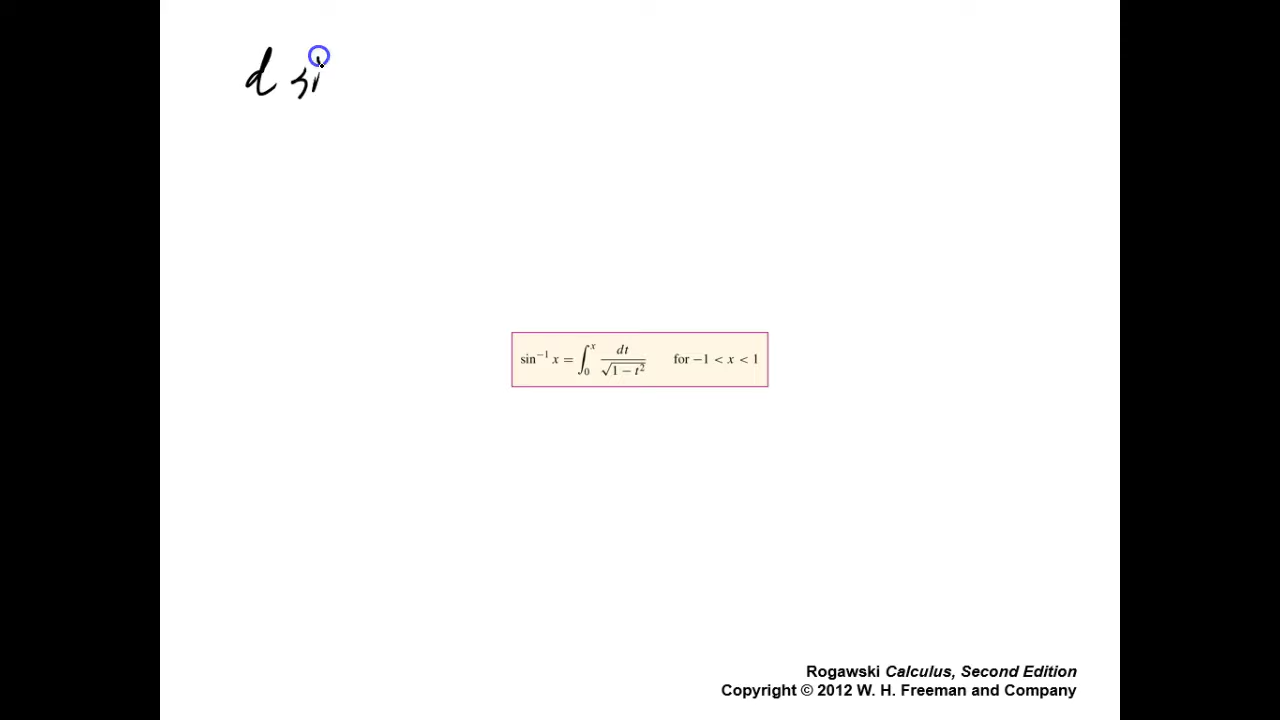 d si
sin⁻¹ x = ∫₀ˣ dt / √(1 − t²) for −1 < x < 1
Rogawski Calculus, Second Edition
Copyright © 2012 W. H. Freeman and Company